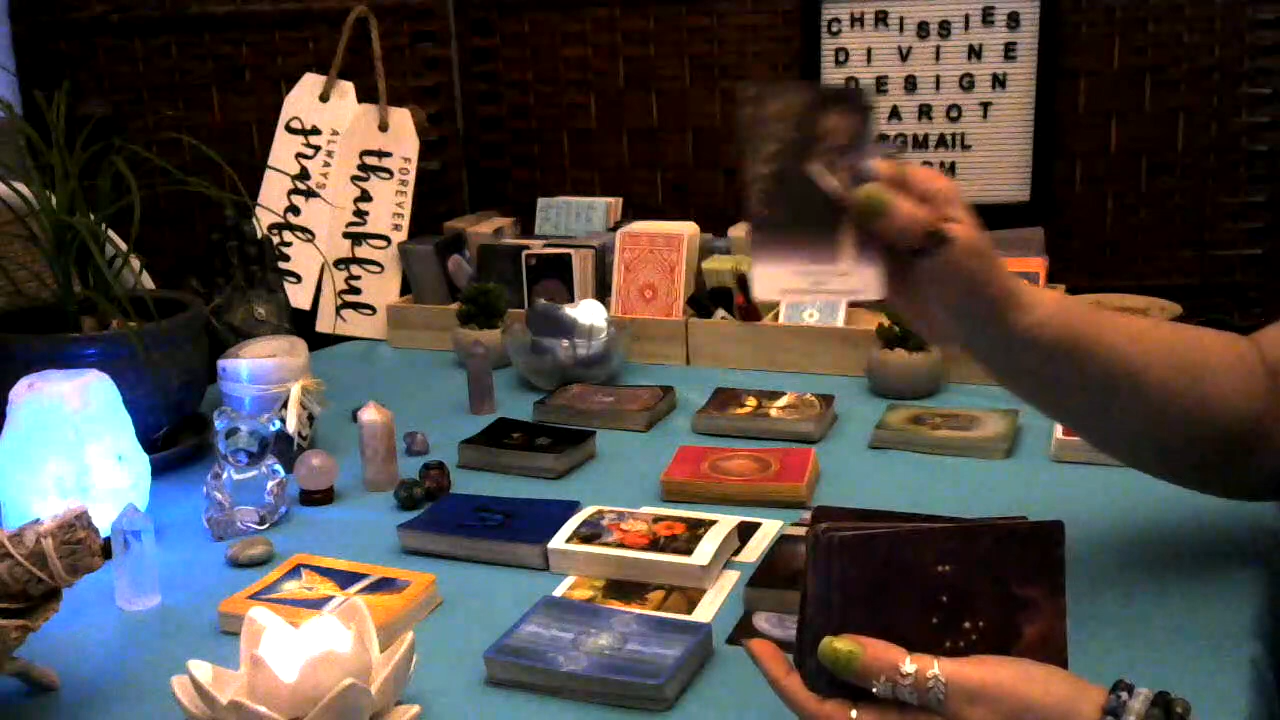 ALWAYS
grateful
FOREVER
thankful
CHRISSIES
DIVINE
DESIGN
AROT
@GMAIL